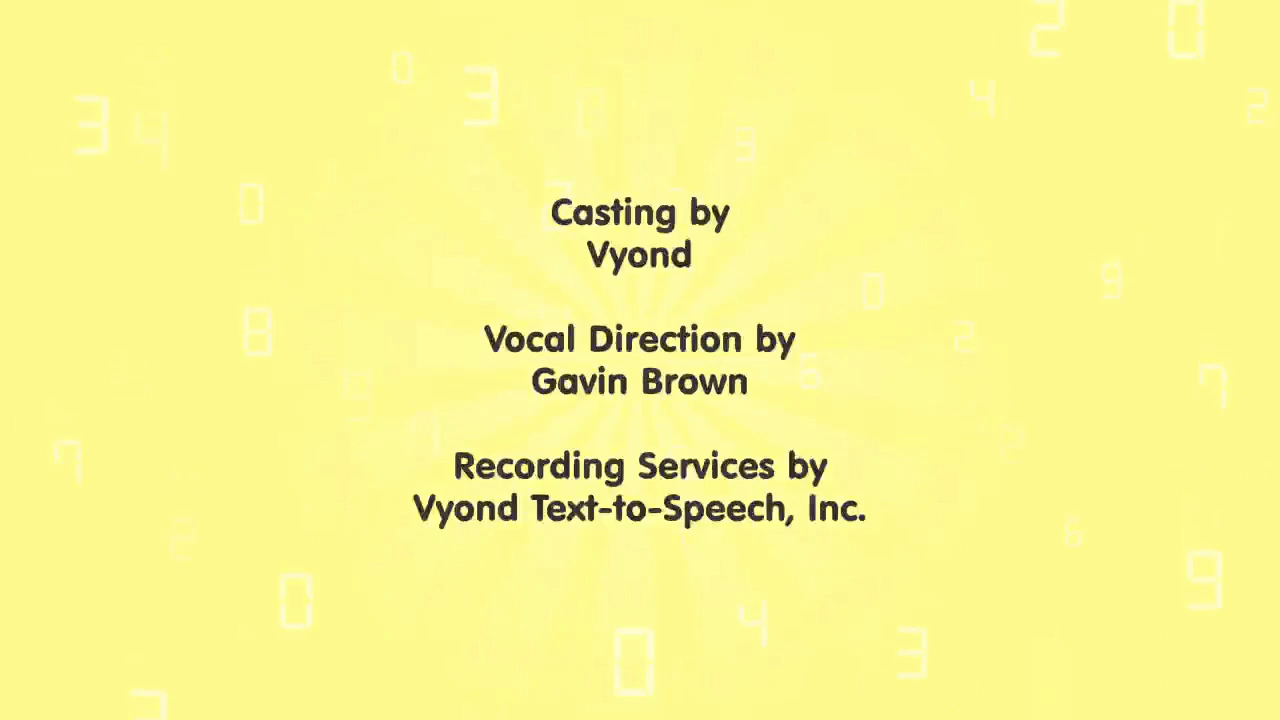 Casting by
Vyond
Vocal Direction by
Gavin Brown
Recording Services by
Vyond Text-to-Speech, Inc.